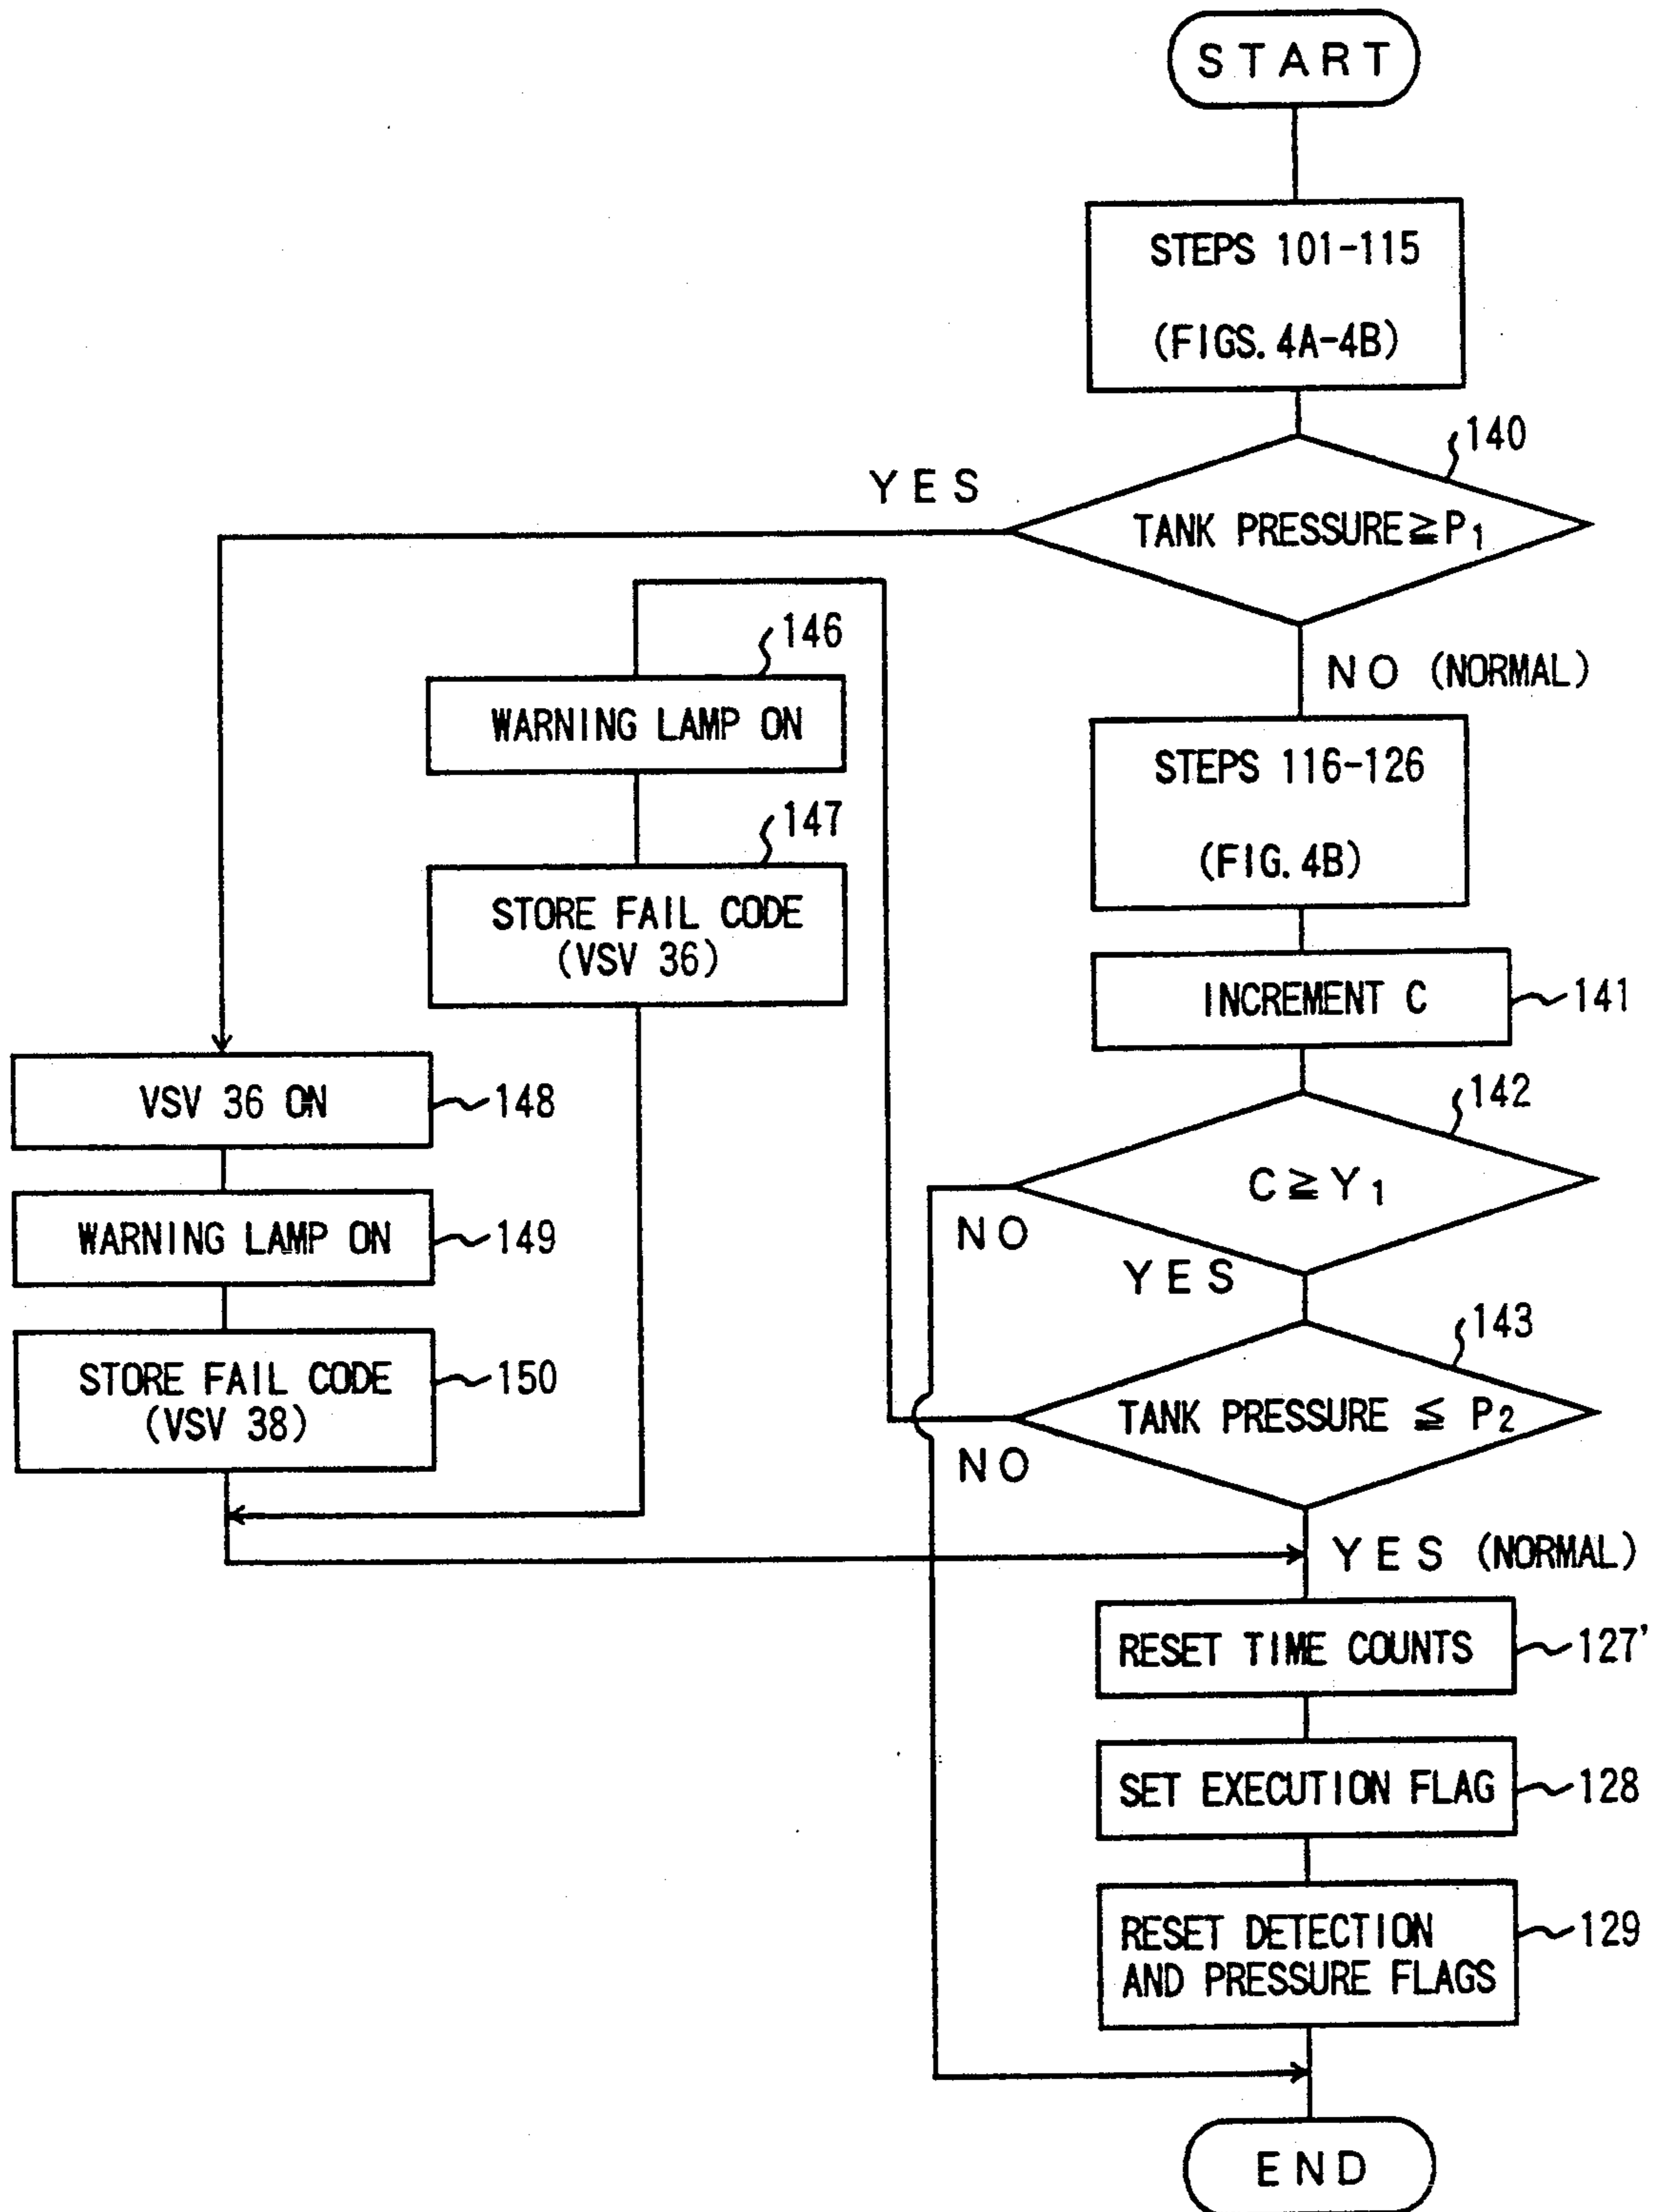 START
STEPS 101-115
(FIGS. 4A-4B)
140
YES
TANK PRESSURE≧P1
NO (NORMAL)
146
WARNING LAMP ON
147
STORE FAIL CODE
(VSV 36)
STEPS 116-126
(FIG. 4B)
INCREMENT C
141
VSV 36 ON
148
142
C≧Y1
NO
YES
WARNING LAMP ON
149
STORE FAIL CODE
(VSV 38)
150
143
TANK PRESSURE ≦ P2
NO
YES (NORMAL)
RESET TIME COUNTS
127'
SET EXECUTION FLAG
128
RESET DETECTION
AND PRESSURE FLAGS
129
END